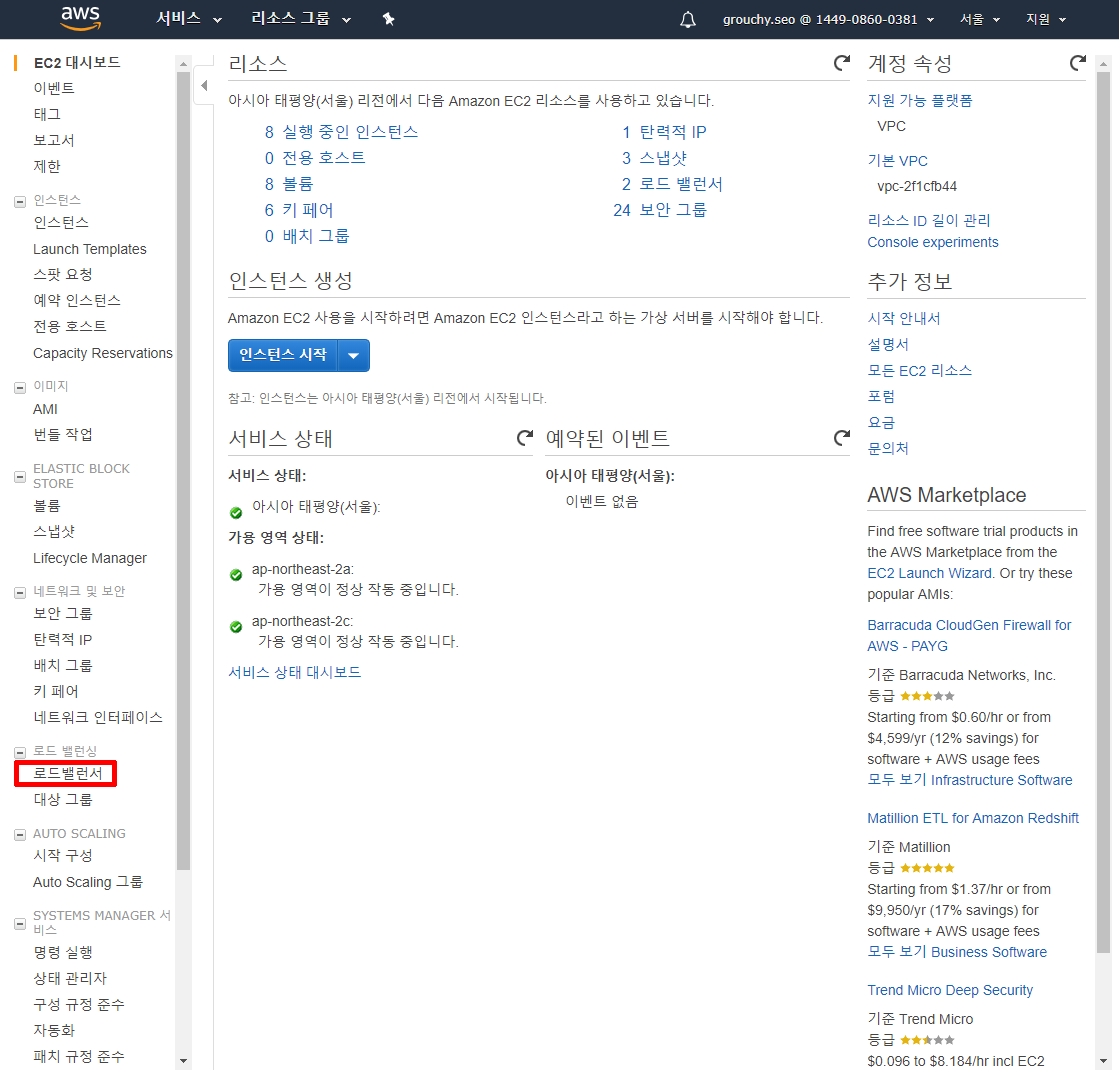 aws
서비스
리소스 그룹
grouchy.seo @ 1449-0860-0381
서울
지원
EC2 대시보드
이벤트
태그
보고서
제한
인스턴스
인스턴스
Launch Templates
스팟 요청
예약 인스턴스
전용 호스트
Capacity Reservations
이미지
AMI
번들 작업
ELASTIC BLOCK
STORE
볼륨
스냅샷
Lifecycle Manager
네트워크 및 보안
보안 그룹
탄력적 IP
배치 그룹
키 페어
네트워크 인터페이스
로드 밸런싱
로드밸런서
대상 그룹
AUTO SCALING
시작 구성
Auto Scaling 그룹
SYSTEMS MANAGER 서
비스
명령 실행
상태 관리자
구성 규정 준수
자동화
패치 규정 준수
리소스
아시아 태평양(서울) 리전에서 다음 Amazon EC2 리소스를 사용하고 있습니다.
8 실행 중인 인스턴스
1 탄력적 IP
0 전용 호스트
3 스냅샷
8 볼륨
2 로드 밸런서
6 키 페어
24 보안 그룹
0 배치 그룹
인스턴스 생성
Amazon EC2 사용을 시작하려면 Amazon EC2 인스턴스라고 하는 가상 서버를 시작해야 합니다.
인스턴스 시작
참고: 인스턴스는 아시아 태평양(서울) 리전에서 시작됩니다.
서비스 상태
서비스 상태:
아시아 태평양(서울):
가용 영역 상태:
ap-northeast-2a:
가용 영역이 정상 작동 중입니다.
ap-northeast-2c:
가용 영역이 정상 작동 중입니다.
서비스 상태 대시보드
예약된 이벤트
아시아 태평양(서울):
이벤트 없음
계정 속성
지원 가능 플랫폼
VPC
기본 VPC
vpc-2f1cfb44
리소스 ID 길이 관리
Console experiments
추가 정보
시작 안내서
설명서
모든 EC2 리소스
포럼
요금
문의처
AWS Marketplace
Find free software trial products in
the AWS Marketplace from the
EC2 Launch Wizard. Or try these
popular AMIs:
Barracuda CloudGen Firewall for
AWS - PAYG
기준 Barracuda Networks, Inc.
등급
Starting from $0.60/hr or from
$4,599/yr (12% savings) for
software + AWS usage fees
모두 보기 Infrastructure Software
Matillion ETL for Amazon Redshift
기준 Matillion
등급
Starting from $1.37/hr or from
$9,950/yr (17% savings) for
software + AWS usage fees
모두 보기 Business Software
Trend Micro Deep Security
기준 Trend Micro
등급
$0.096 to $8.184/hr incl EC2